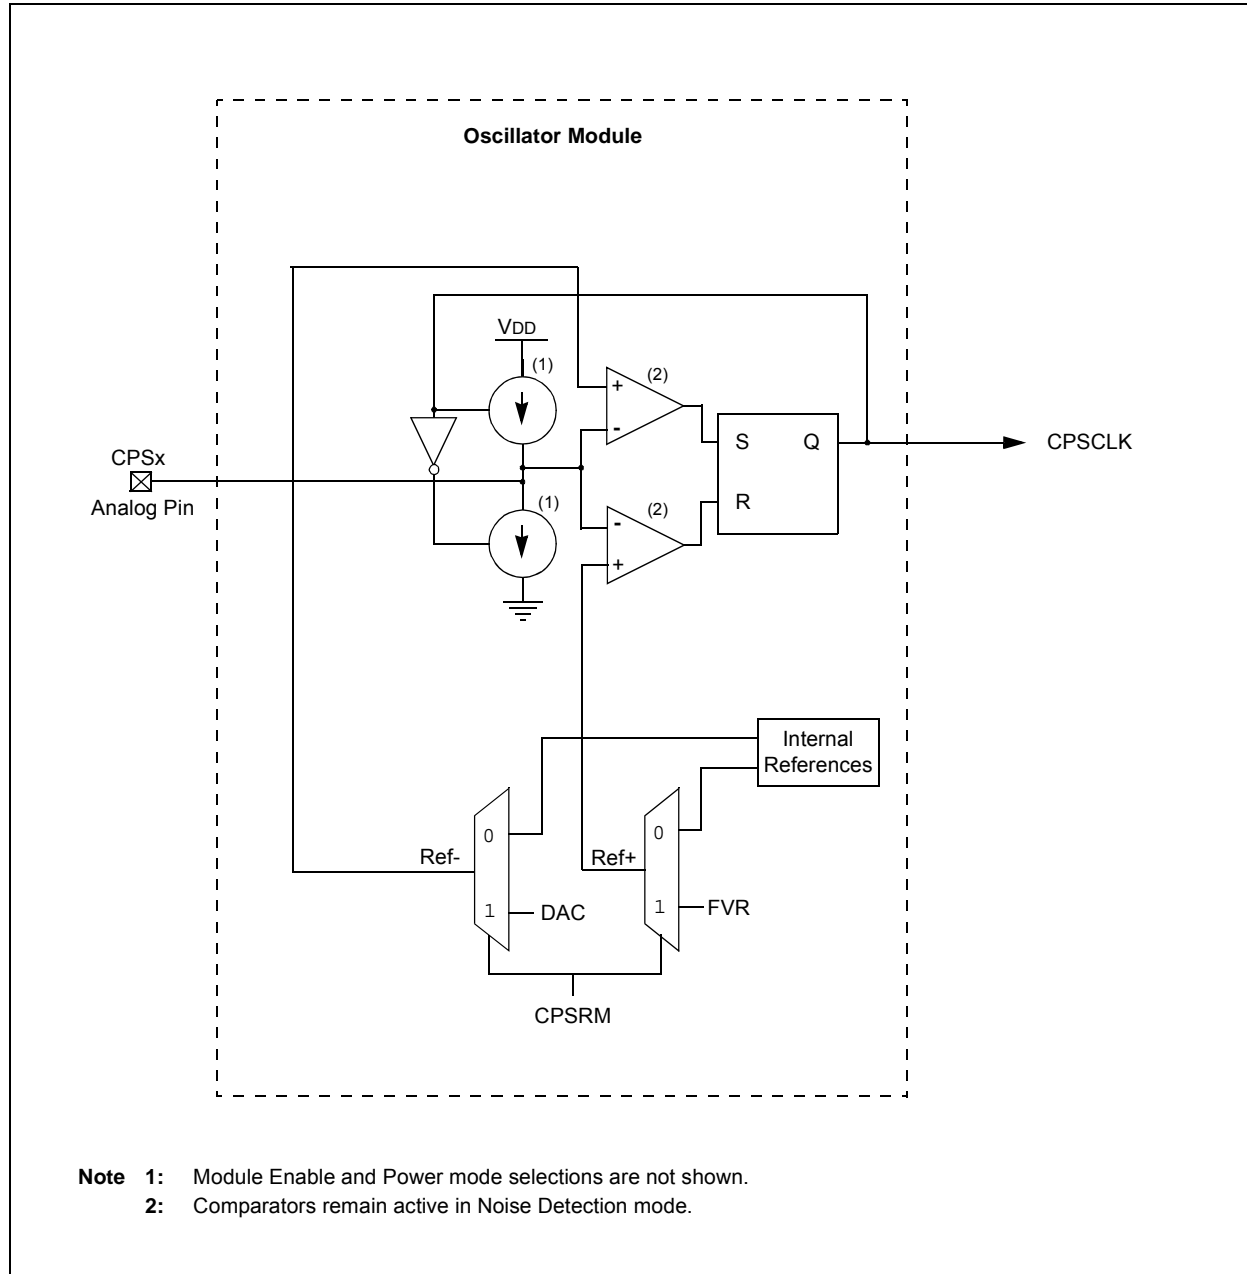 Oscillator Module
VDD
(1)
(2)
+
-
S Q
CPSCLK
CPSx
Analog Pin
(1)
(2)
R
-
+
Internal
References
0
0
Ref-
Ref+
1
DAC
1
FVR
CPSRM
Note 1: Module Enable and Power mode selections are not shown.
2: Comparators remain active in Noise Detection mode.